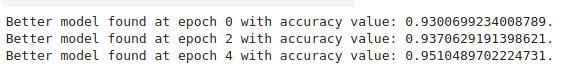 Better model found at epoch 0 with accuracy value: 0.9300699234008789.
Better model found at epoch 2 with accuracy value: 0.9370629191398621.
Better model found at epoch 4 with accuracy value: 0.9510489702224731.